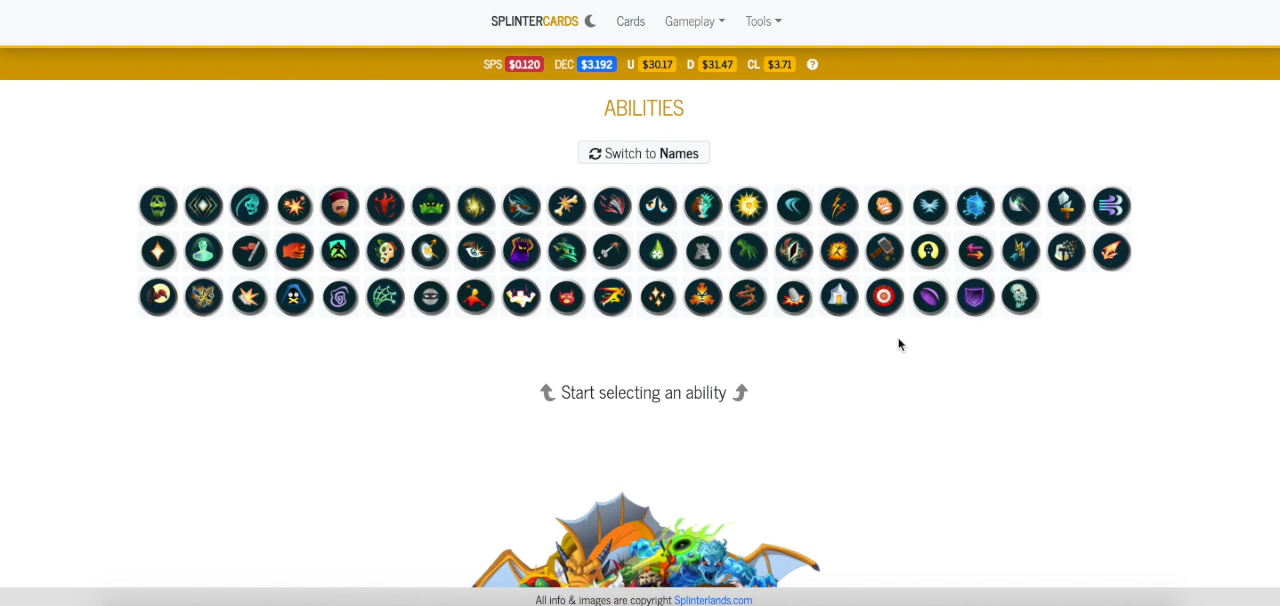 SPLINTERCARDS Cards Gameplay Tools
SPS $0.120 DEC $3.192 U $30.17 D $31.47 CL $3.71 ?
ABILITIES
Switch to Names
Start selecting an ability
All info & images are copyright Splinterlands.com